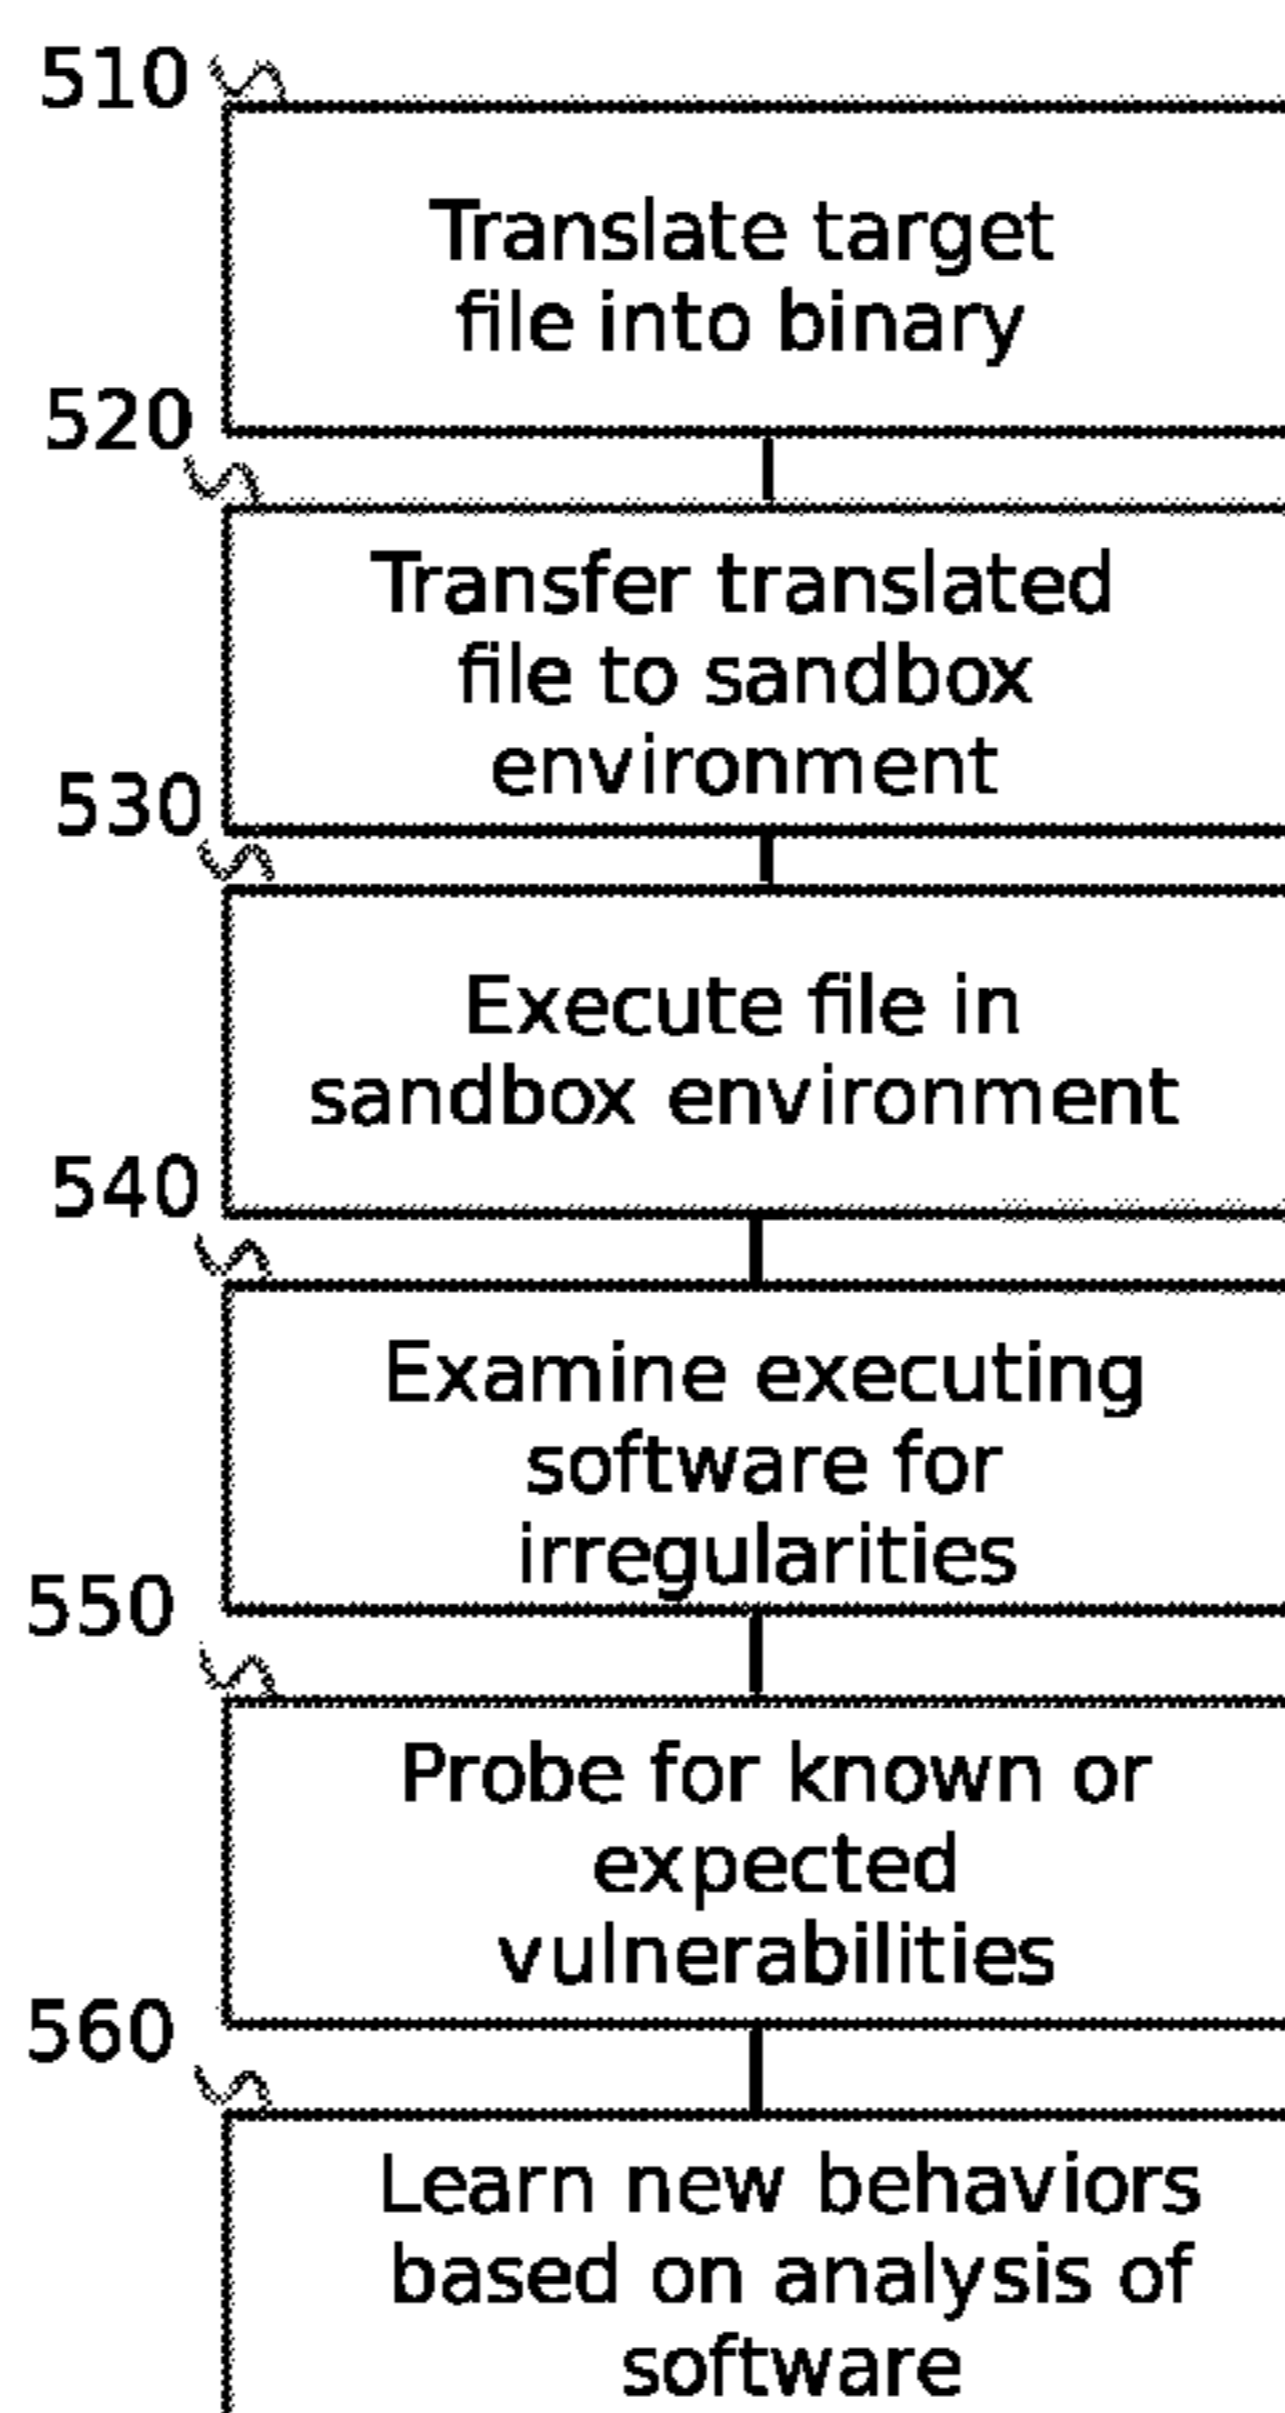 510
Translate target
file into binary
520
Transfer translated
file to sandbox
environment
530
Execute file in
sandbox environment
540
Examine executing
software for
irregularities
550
Probe for known or
expected
vulnerabilities
560
Learn new behaviors
based on analysis of
software